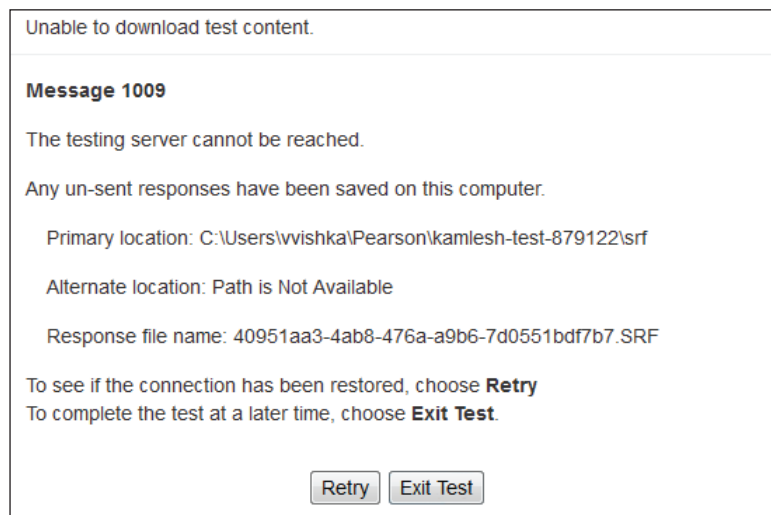 Unable to download test content.
Message 1009
The testing server cannot be reached.
Any un-sent responses have been saved on this computer.
Primary location: C:\Users\vvishka\Pearson\kamlesh-test-879122\srf
Alternate location: Path is Not Available
Response file name: 40951aa3-4ab8-476a-a9b6-7d0551bdf7b7.SRF
To see if the connection has been restored, choose Retry
To complete the test at a later time, choose Exit Test.
Retry Exit Test